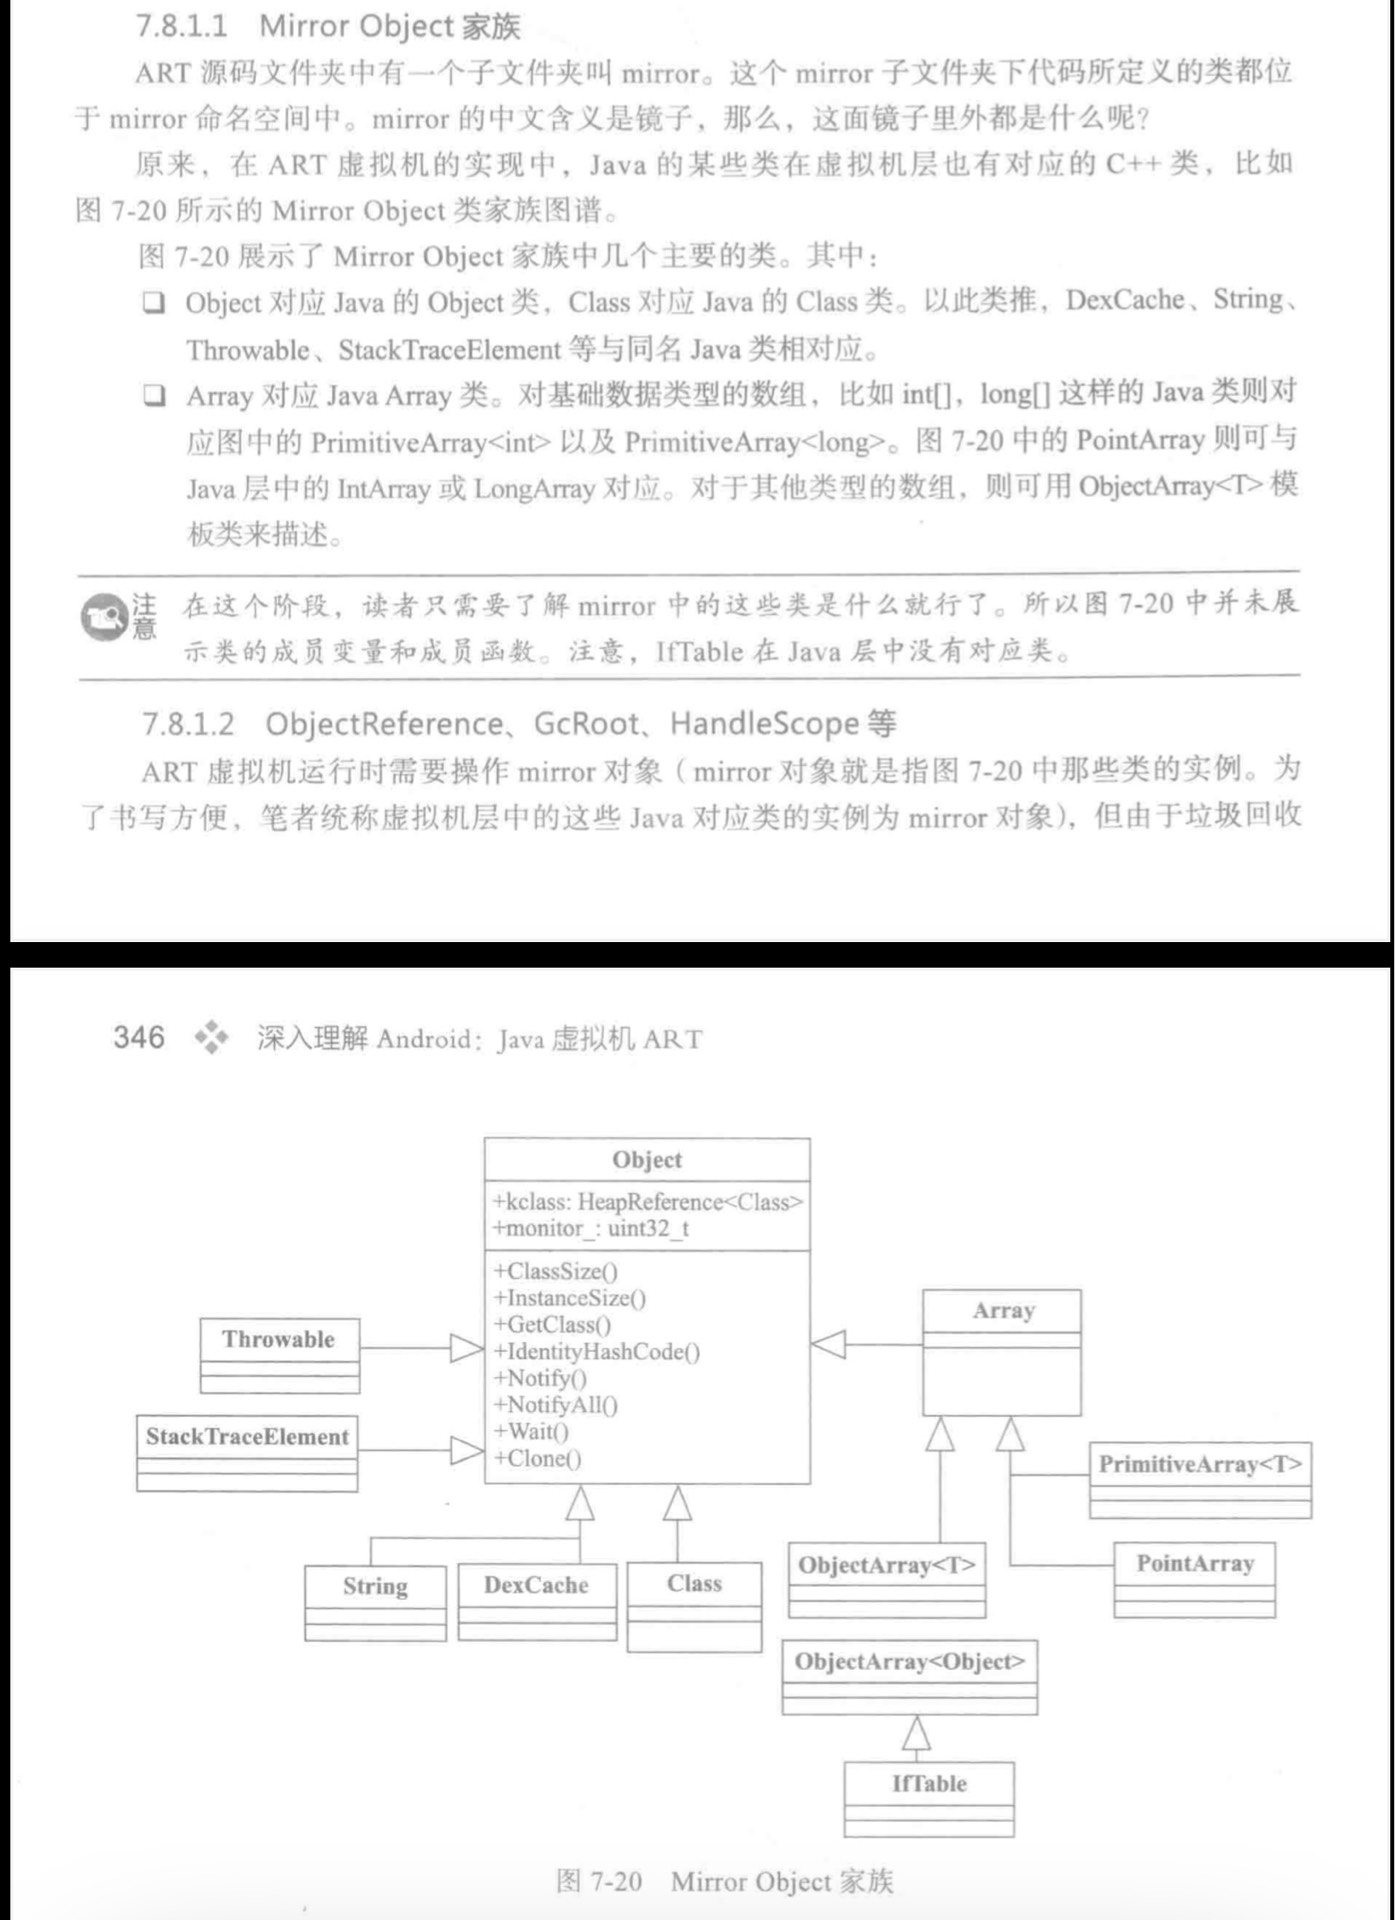 7.8.1.1 Mirror Object 家族
ART 源码文件夹中有一个子文件夹叫 mirror。这个 mirror 子文件夹下代码所定义的类都位
于 mirror 命名空间中。mirror 的中文含义是镜子，那么，这面镜子里外都是什么呢？
原来，在 ART 虚拟机的实现中，Java 的某些类在虚拟机层也有对应的 C++ 类，比如
图 7-20 所示的 Mirror Object 类家族图谱。
图 7-20 展示了 Mirror Object 家族中几个主要的类。其中：
❑ Object 对应 Java 的 Object 类，Class 对应 Java 的 Class 类。以此类推，DexCache、String、
Throwable、StackTraceElement 等与同名 Java 类相对应。
❑ Array 对应 Java Array 类。对基础数据类型的数组，比如 int[]，long[] 这样的 Java 类则对
应图中的 PrimitiveArray<int> 以及 PrimitiveArray<long>。图 7-20 中的 PointArray 则可与
Java 层中的 IntArray 或 LongArray 对应。对于其他类型的数组，则可用 ObjectArray<T> 模
板类来描述。
注意 在这个阶段，读者只需要了解 mirror 中的这些类是什么就行了。所以图 7-20 中并未展
示类的成员变量和成员函数。注意，IfTable 在 Java 层中没有对应类。
7.8.1.2 ObjectReference、GcRoot、HandleScope 等
ART 虚拟机运行时需要操作 mirror 对象（mirror 对象就是指图 7-20 中那些类的实例。为
了书写方便，笔者统称虚拟机层中的这些 Java 对应类的实例为 mirror 对象），但由于垃圾回收
346 深入理解 Android：Java 虚拟机 ART
Object
+kclass: HeapReference<Class>
+monitor_: uint32_t
+ClassSize()
+InstanceSize()
+GetClass()
+IdentityHashCode()
+Notify()
+NotifyAll()
+Wait()
+Clone()
Array
Throwable
StackTraceElement
PrimitiveArray<T>
String
DexCache
Class
ObjectArray<T>
PointArray
ObjectArray<Object>
IfTable
图 7-20 Mirror Object 家族